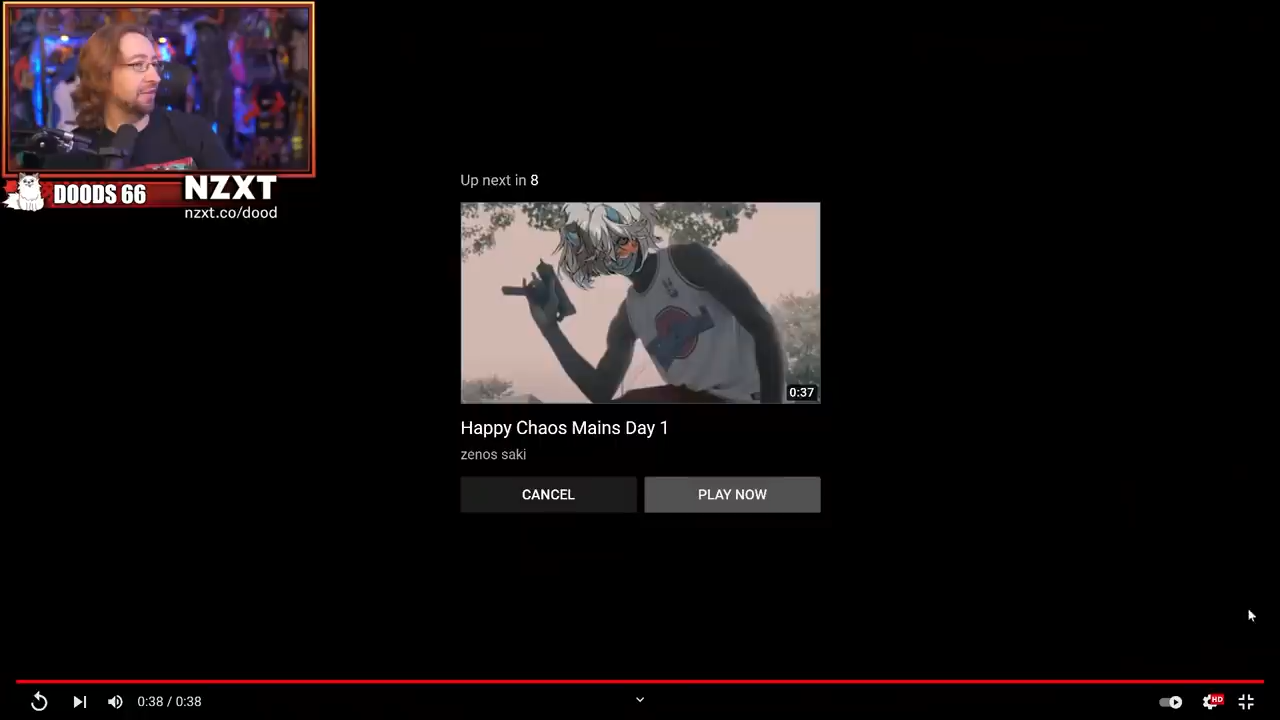 DOODS 66
NZXT
nzxt.co/dood
Up next in 8
0:37
Happy Chaos Mains Day 1
zenos saki
CANCEL
PLAY NOW
0:38 / 0:38
HD